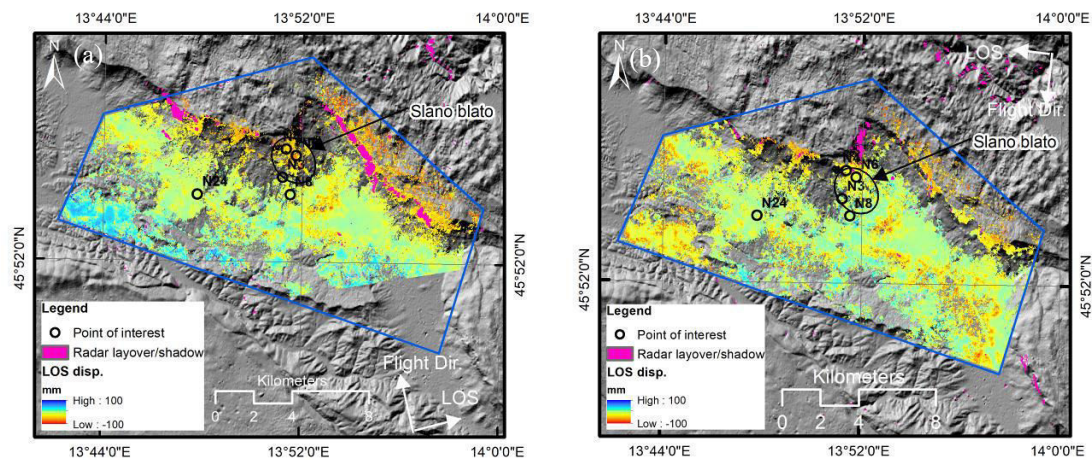 13°44'0"E
13°52'0"E
14°0'0"E
N
(a)
Slano blato
N24
45°52'0"N
Legend
Point of interest
Radar layover/shadow
LOS disp.
mm
High : 100
Low : -100
Kilometers
0 2 4 8
Flight Dir.
LOS
13°44'0"E
13°52'0"E
14°0'0"E
13°44'0"E
13°52'0"E
14°0'0"E
N
(b)
LOS
Flight Dir.
Slano blato
N6
N3
N8
N24
45°52'0"N
45°52'0"N
Legend
Point of interest
Radar layover/shadow
LOS disp.
mm
High : 100
Low : -100
Kilometers
0 2 4 8
13°44'0"E
13°52'0"E
14°0'0"E